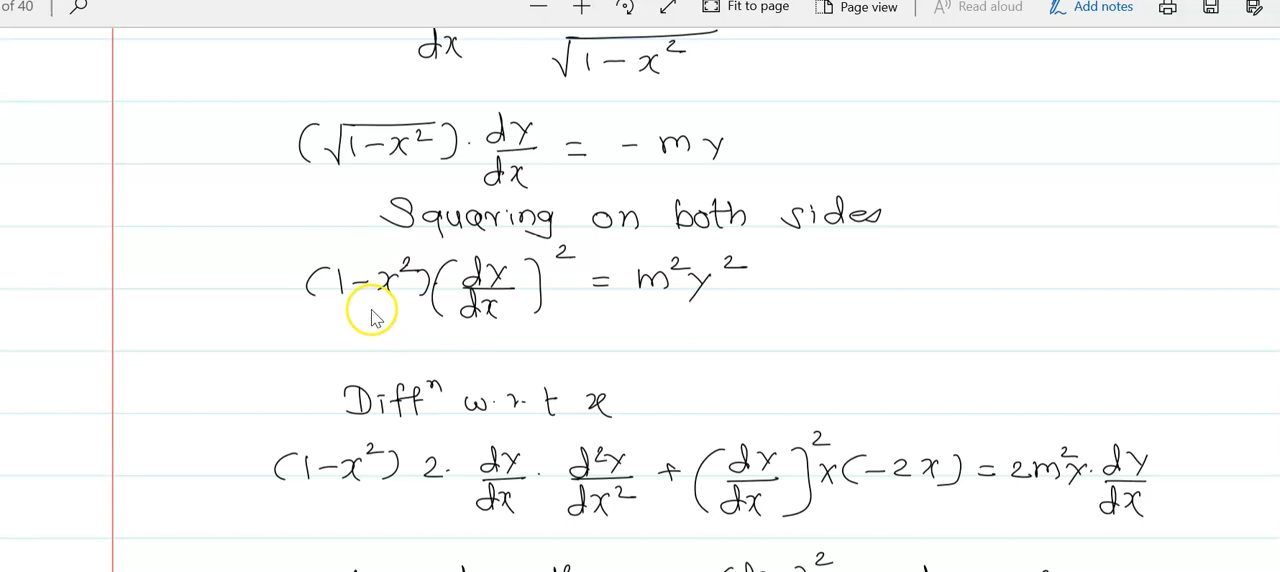 of 40 Fit to page Page view Read aloud Add notes
dx √1-x²
(√1-x²) · dy/dx = - my
Squaring on both sides
(1-x²)(dy/dx)² = m²y²
Diffⁿ w.r.t x
(1-x²) 2 · dy/dx · d²y/dx² + (dy/dx)² x (-2x) = 2m²y · dy/dx